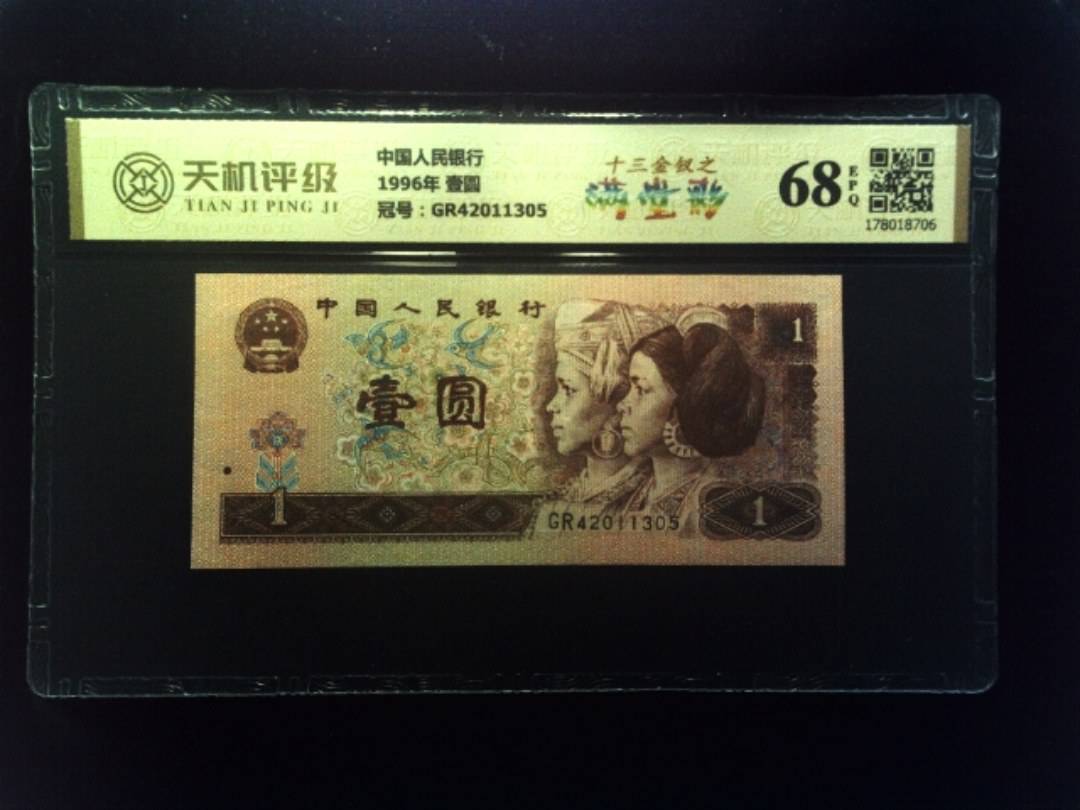 天机评级
TIAN JI PING JI
中国人民银行
1996年 壹圆
冠号：GR42011305
十三金钗之
满堂彩
68
EPQ
178018706
中国人民银行
1
壹圆
1
GR42011305
1